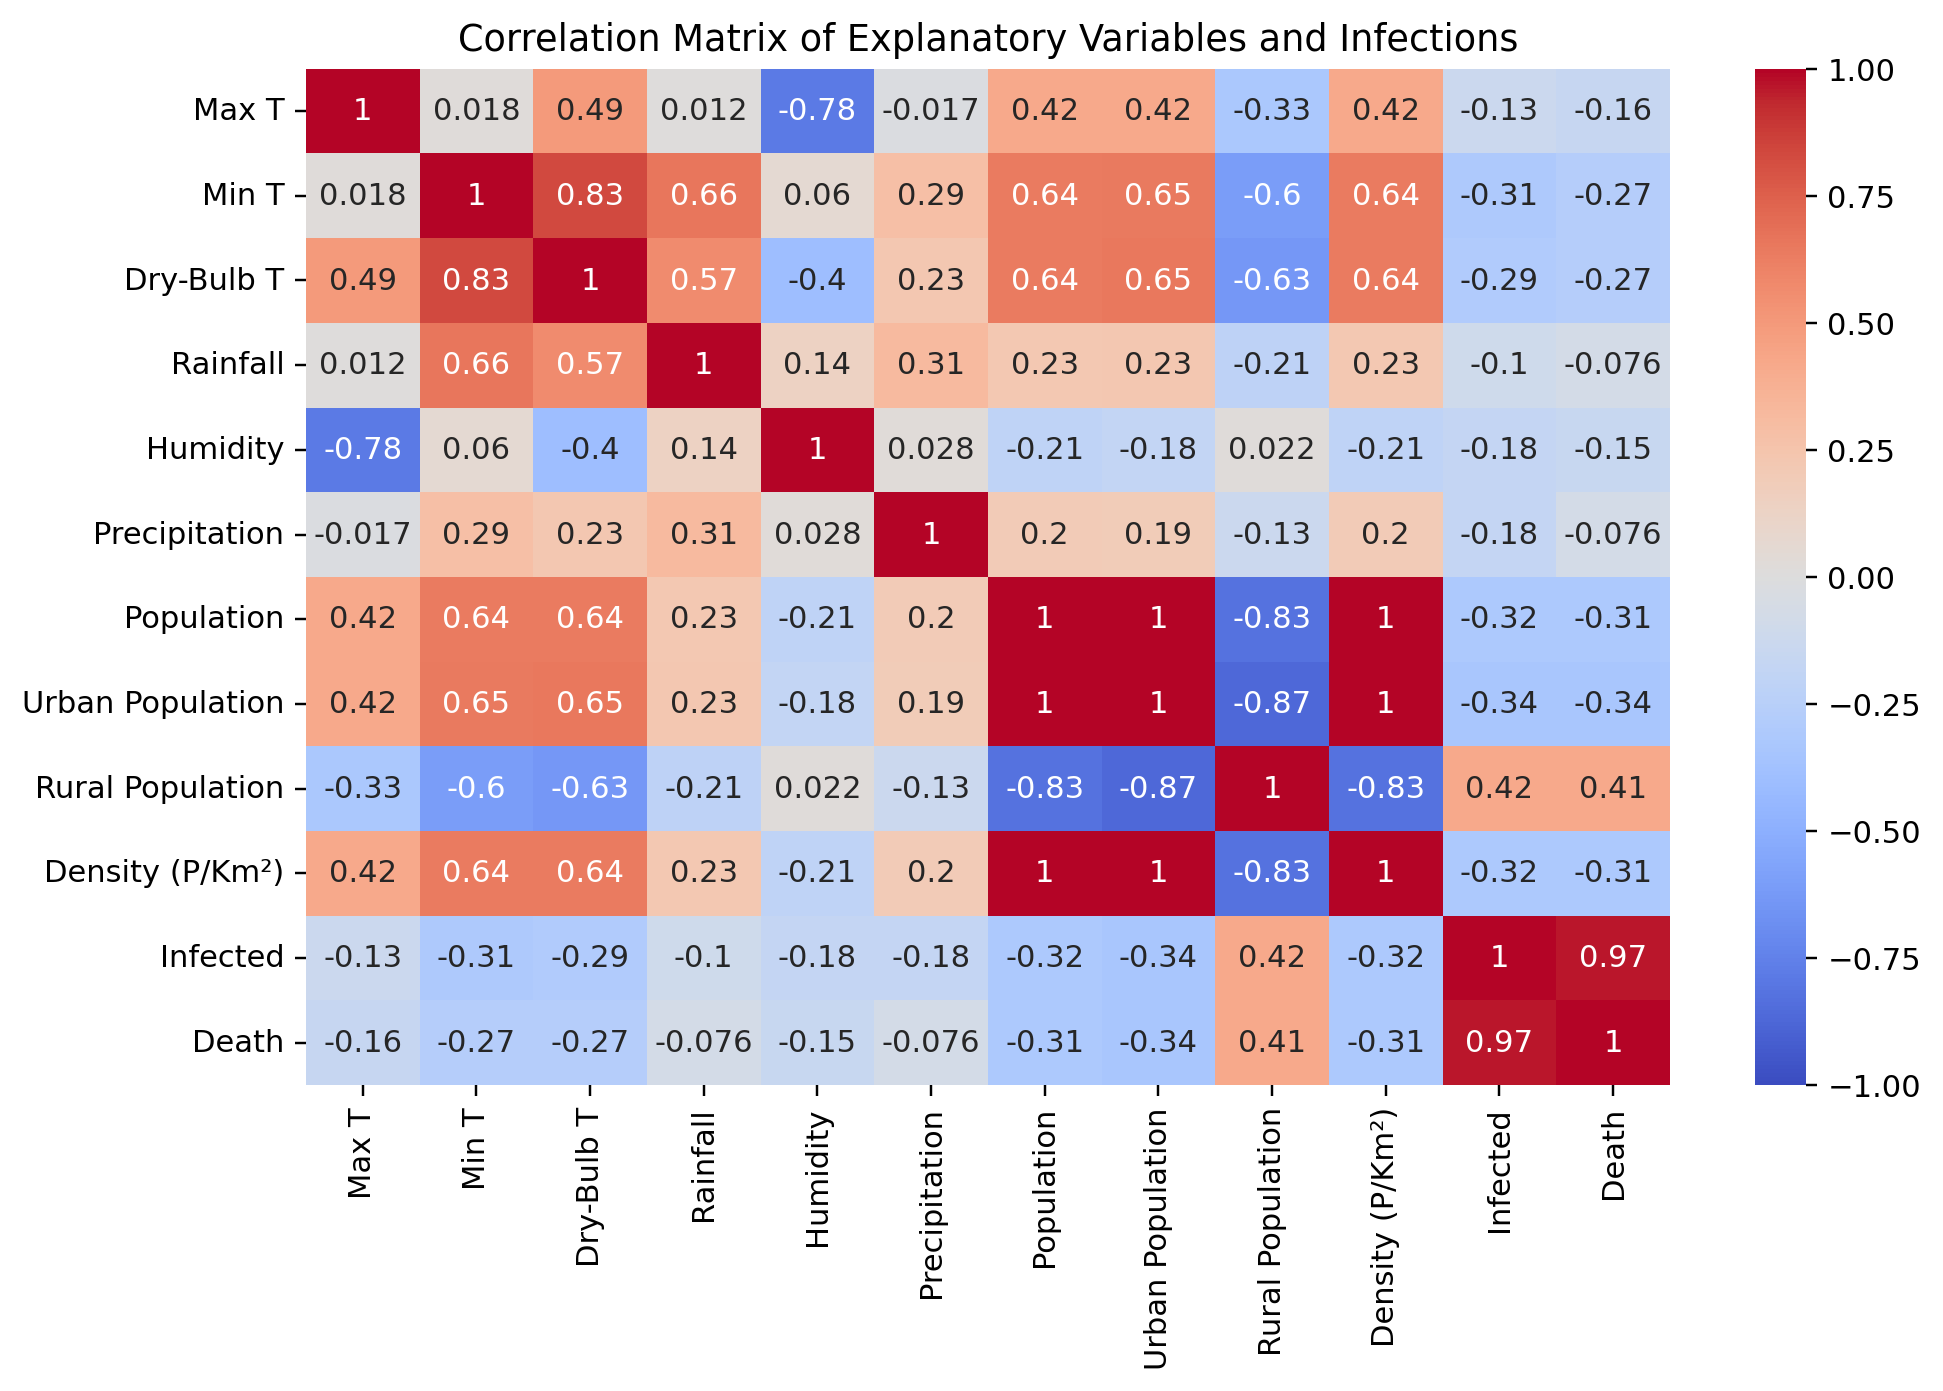 Correlation Matrix of Explanatory Variables and Infections
Max T 1 0.018 0.49 0.012 -0.78 -0.017 0.42 0.42 -0.33 0.42 -0.13 -0.16
Min T 0.018 1 0.83 0.66 0.06 0.29 0.64 0.65 -0.6 0.64 -0.31 -0.27
Dry-Bulb T 0.49 0.83 1 0.57 -0.4 0.23 0.64 0.65 -0.63 0.64 -0.29 -0.27
Rainfall 0.012 0.66 0.57 1 0.14 0.31 0.23 0.23 -0.21 0.23 -0.1 -0.076
Humidity -0.78 0.06 -0.4 0.14 1 0.028 -0.21 -0.18 0.022 -0.21 -0.18 -0.15
Precipitation -0.017 0.29 0.23 0.31 0.028 1 0.2 0.19 -0.13 0.2 -0.18 -0.076
Population 0.42 0.64 0.64 0.23 -0.21 0.2 1 1 -0.83 1 -0.32 -0.31
Urban Population 0.42 0.65 0.65 0.23 -0.18 0.19 1 1 -0.87 1 -0.34 -0.34
Rural Population -0.33 -0.6 -0.63 -0.21 0.022 -0.13 -0.83 -0.87 1 -0.83 0.42 0.41
Density (P/Km²) 0.42 0.64 0.64 0.23 -0.21 0.2 1 1 -0.83 1 -0.32 -0.31
Infected -0.13 -0.31 -0.29 -0.1 -0.18 -0.18 -0.32 -0.34 0.42 -0.32 1 0.97
Death -0.16 -0.27 -0.27 -0.076 -0.15 -0.076 -0.31 -0.34 0.41 -0.31 0.97 1
Max T
Min T
Dry-Bulb T
Rainfall
Humidity
Precipitation
Population
Urban Population
Rural Population
Density (P/Km²)
Infected
Death
1.00
0.75
0.50
0.25
0.00
−0.25
−0.50
−0.75
−1.00